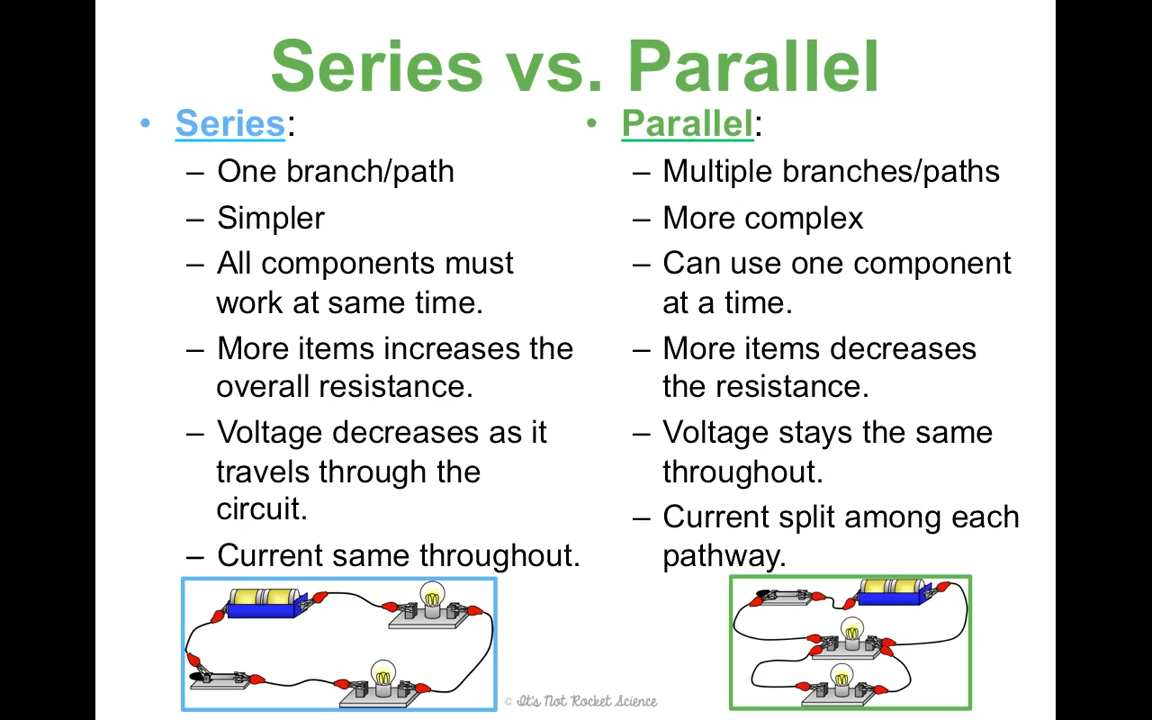 Series vs. Parallel
• Series:
– One branch/path
– Simpler
– All components must
work at same time.
– More items increases the
overall resistance.
– Voltage decreases as it
travels through the
circuit.
– Current same throughout.
• Parallel:
– Multiple branches/paths
– More complex
– Can use one component
at a time.
– More items decreases
the resistance.
– Voltage stays the same
throughout.
– Current split among each
pathway.
© It's Not Rocket Science